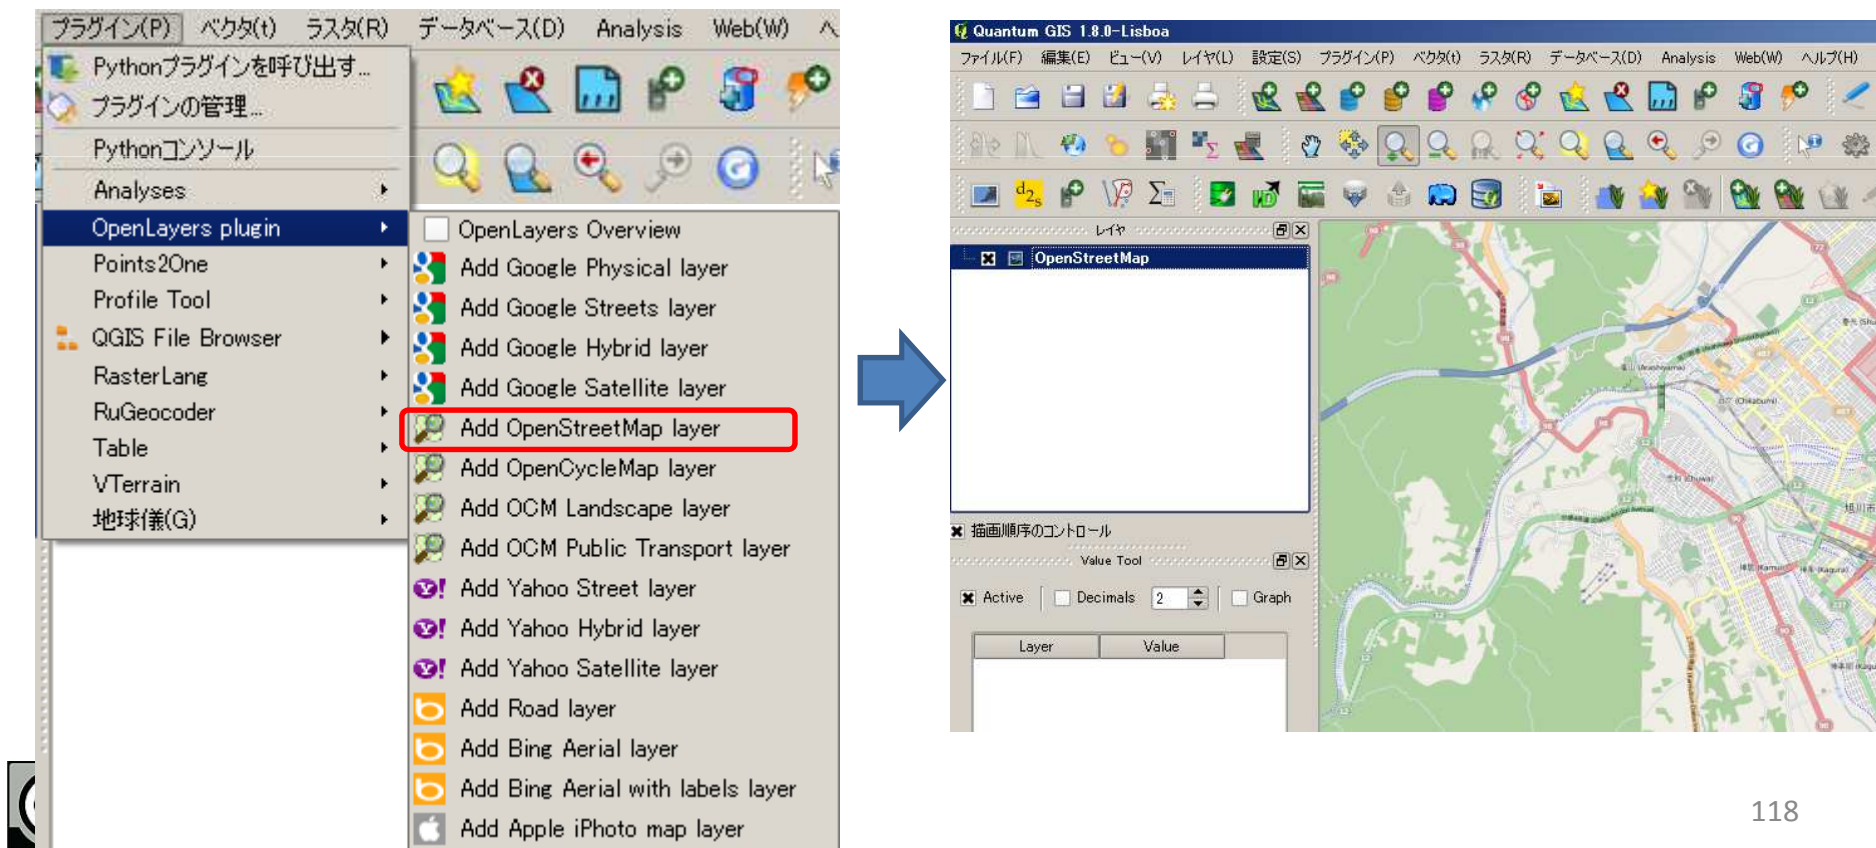 プラグイン(P) ベクタ(t) ラスタ(R) データベース(D) Analysis Web(W) ヘ
Pythonプラグインを呼び出す...
プラグインの管理...
Pythonコンソール
Analyses
OpenLayers plugin
Points2One
Profile Tool
QGIS File Browser
RasterLang
RuGeocoder
Table
VTerrain
地球儀(G)
OpenLayers Overview
Add Google Physical layer
Add Google Streets layer
Add Google Hybrid layer
Add Google Satellite layer
Add OpenStreetMap layer
Add OpenCycleMap layer
Add OCM Landscape layer
Add OCM Public Transport layer
Add Yahoo Street layer
Add Yahoo Hybrid layer
Add Yahoo Satellite layer
Add Road layer
Add Bing Aerial layer
Add Bing Aerial with labels layer
Add Apple iPhoto map layer
Quantum GIS 1.8.0-Lisboa
ファイル(F) 編集(E) ビュー(V) レイヤ(L) 設定(S) プラグイン(P) ベクタ(t) ラスタ(R) データベース(D) Analysis Web(W) ヘルプ(H)
レイヤ
OpenStreetMap
描画順序のコントロール
Value Tool
Active Decimals 2 Graph
Layer Value
旭川市
118